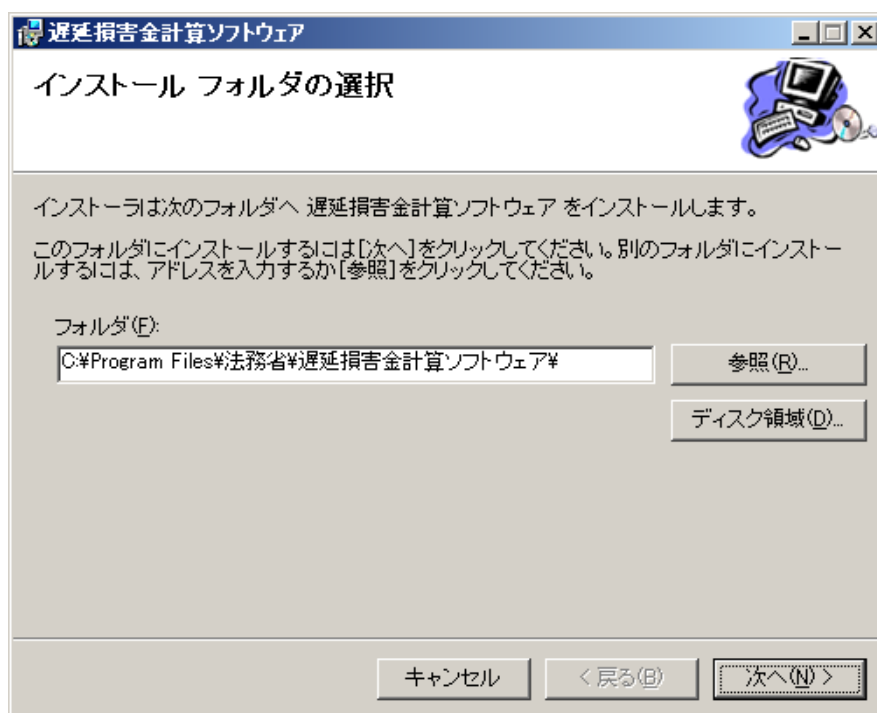 遅延損害金計算ソフトウェア
インストール フォルダの選択
インストーラは次のフォルダへ 遅延損害金計算ソフトウェア をインストールします。
このフォルダにインストールするには[次へ]をクリックしてください。別のフォルダにインストー
ルするには、アドレスを入力するか[参照]をクリックしてください。
フォルダ(F):
C:¥Program Files¥法務省¥遅延損害金計算ソフトウェア¥
参照(R)...
ディスク領域(D)...
キャンセル
< 戻る(B)
次へ(N) >